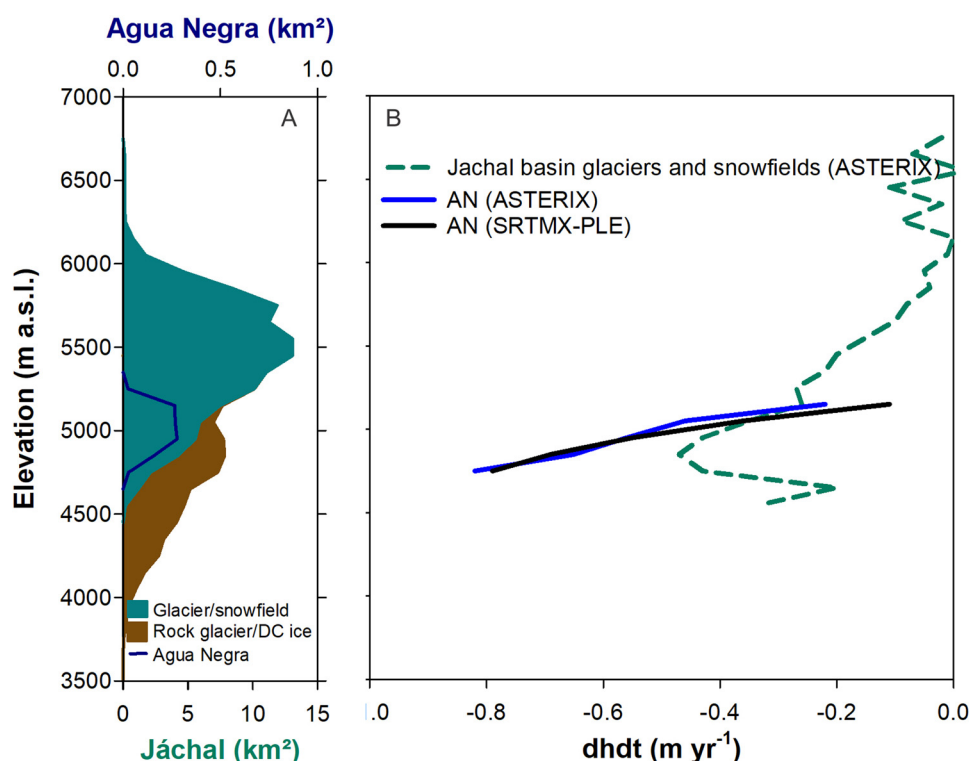 Agua Negra (km²)
0.0 0.5 1.0
7000
6500
6000
5500
5000
4500
4000
3500
Elevation (m a.s.l.)
A
Glacier/snowfield
Rock glacier/DC ice
Agua Negra
0 5 10 15
Jáchal (km²)
B
Jachal basin glaciers and snowfields (ASTERIX)
AN (ASTERIX)
AN (SRTMX-PLE)
1.0 -0.8 -0.6 -0.4 -0.2 0.0
dhdt (m yr⁻¹)